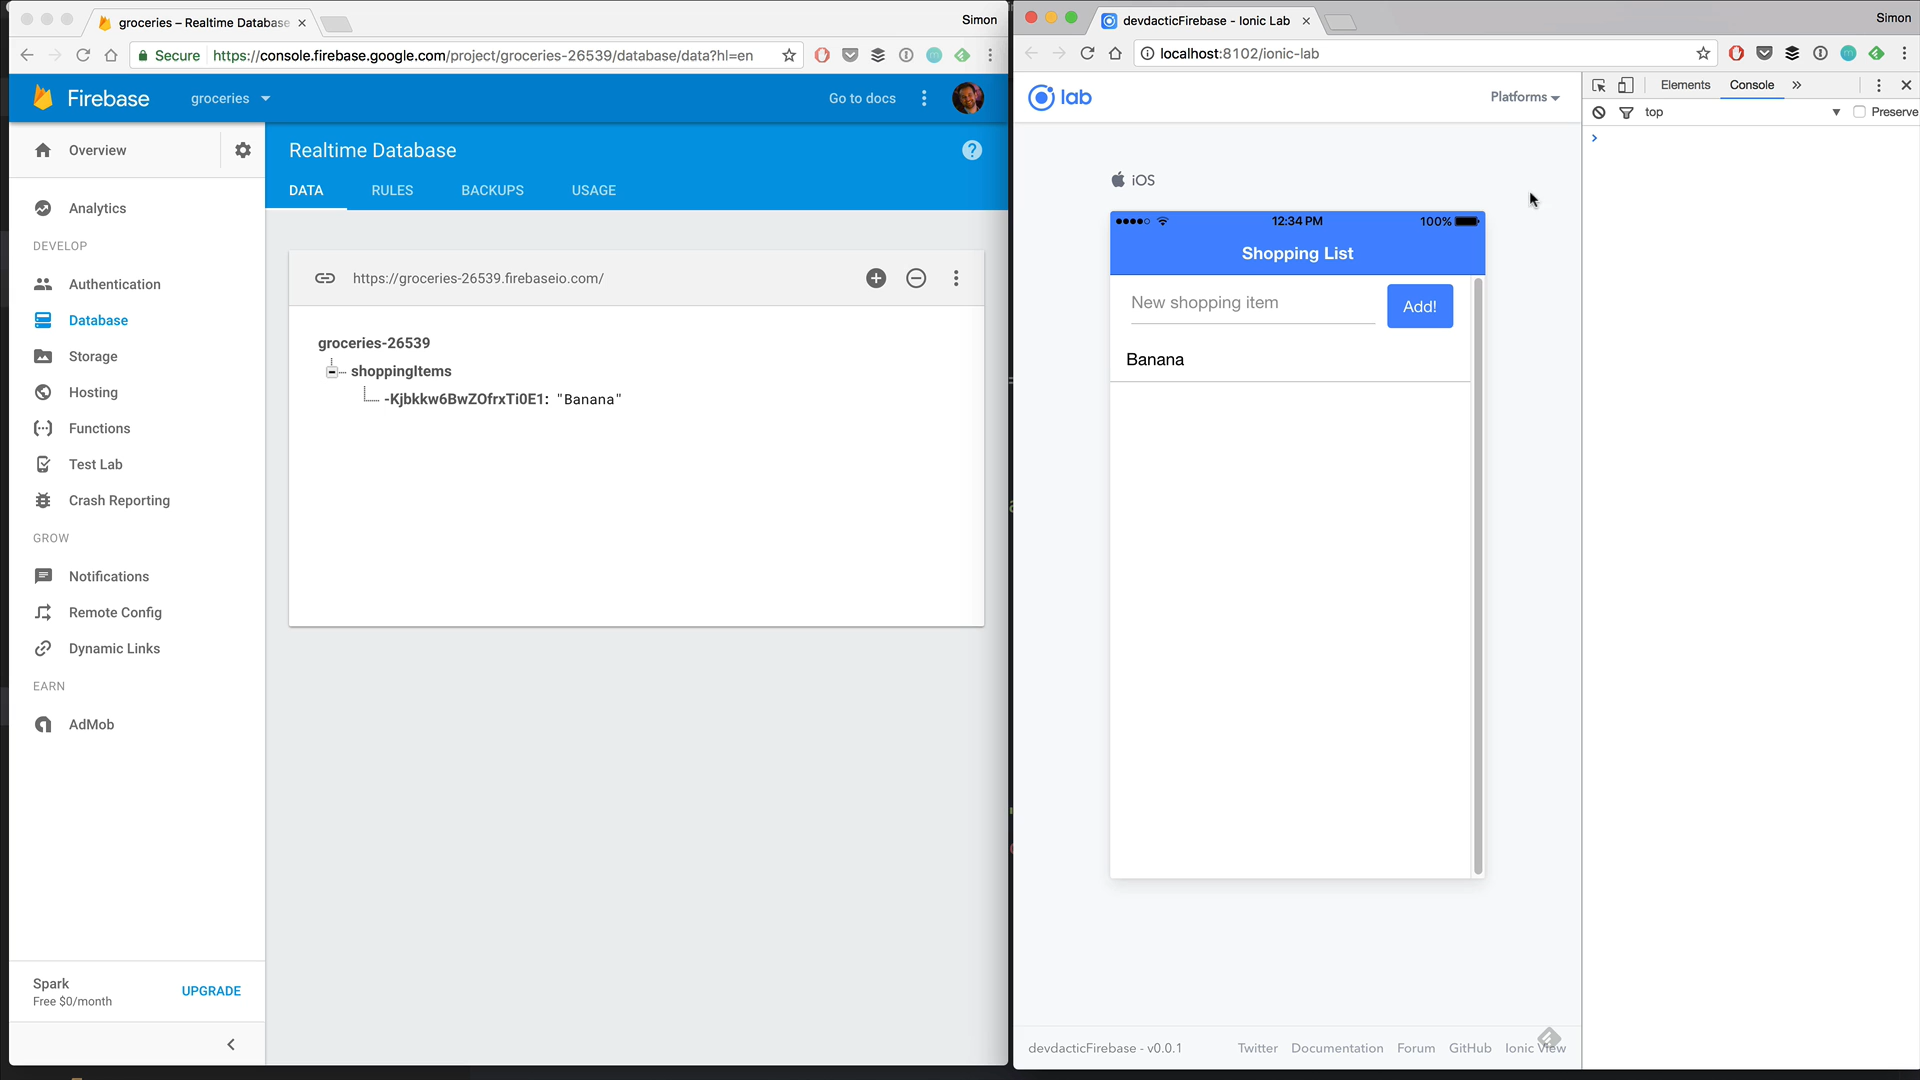 groceries – Realtime Database
Simon
Secure
https://console.firebase.google.com/project/groceries-26539/database/data?hl=en
Firebase
groceries
Go to docs
Overview
Analytics
DEVELOP
Authentication
Database
Storage
Hosting
Functions
Test Lab
Crash Reporting
GROW
Notifications
Remote Config
Dynamic Links
EARN
AdMob
Spark
Free $0/month
UPGRADE
Realtime Database
DATA RULES BACKUPS USAGE
https://groceries-26539.firebaseio.com/
groceries-26539
shoppingItems
-Kjbkkw6BwZOfrxTi0E1: "Banana"
devdacticFirebase - Ionic Lab
Simon
localhost:8102/ionic-lab
lab
Platforms
iOS
12:34 PM
100%
Shopping List
New shopping item
Add!
Banana
devdacticFirebase - v0.0.1
Twitter Documentation Forum GitHub Ionic View
Elements Console
top
Preserve